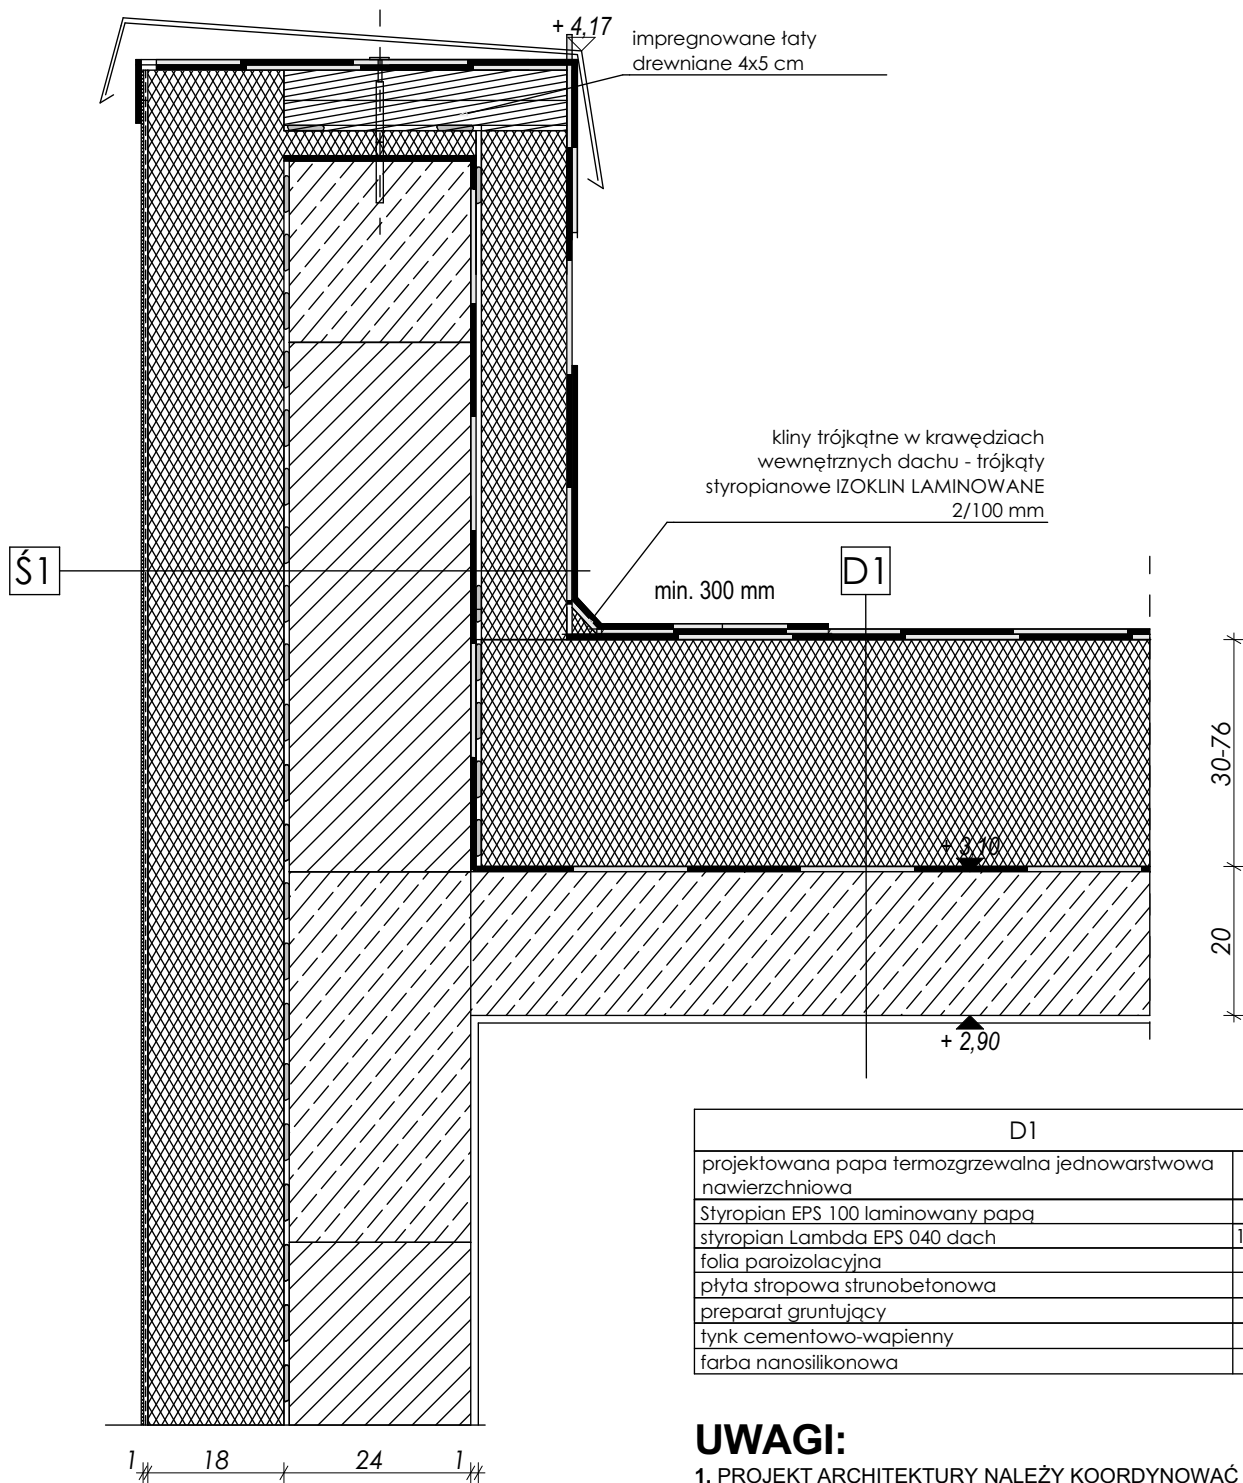 + 4,17
impregnowane łaty
drewniane 4x5 cm
kliny trójkątne w krawędziach
wewnętrznych dachu - trójkąty
styropianowe IZOKLIN LAMINOWANE
2/100 mm
Ś1
D1
min. 300 mm
30-76
+ 3,10
20
+ 2,90
D1
projektowana papa termozgrzewalna jednowarstwowa
nawierzchniowa
Styropian EPS 100 laminowany papą
styropian Lambda EPS 040 dach
1
folia paroizolacyjna
płyta stropowa strunobetonowa
preparat gruntujący
tynk cementowo-wapienny
farba nanosilikonowa
UWAGI:
1. PROJEKT ARCHITEKTURY NALEŻY KOORDYNOWAĆ
1 18 24 1